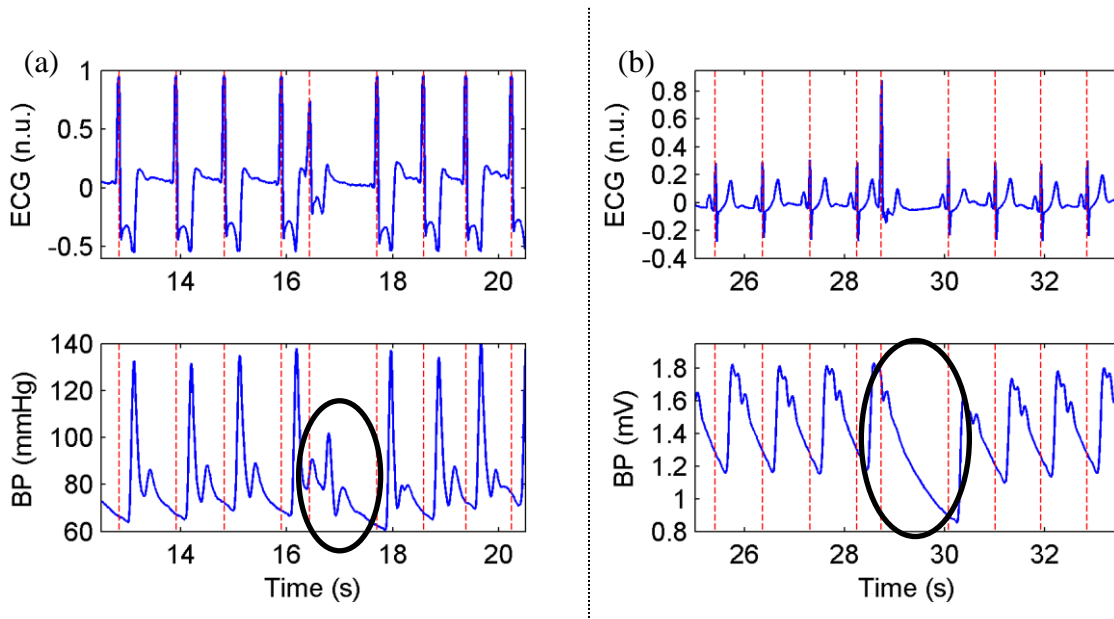 (a)
1
0.5
0
-0.5
ECG (n.u.)
14 16 18 20
140
120
100
80
60
BP (mmHg)
14 16 18 20
Time (s)
(b)
0.8
0.6
0.4
0.2
0
-0.2
-0.4
ECG (n.u.)
26 28 30 32
1.8
1.6
1.4
1.2
1
0.8
BP (mV)
26 28 30 32
Time (s)